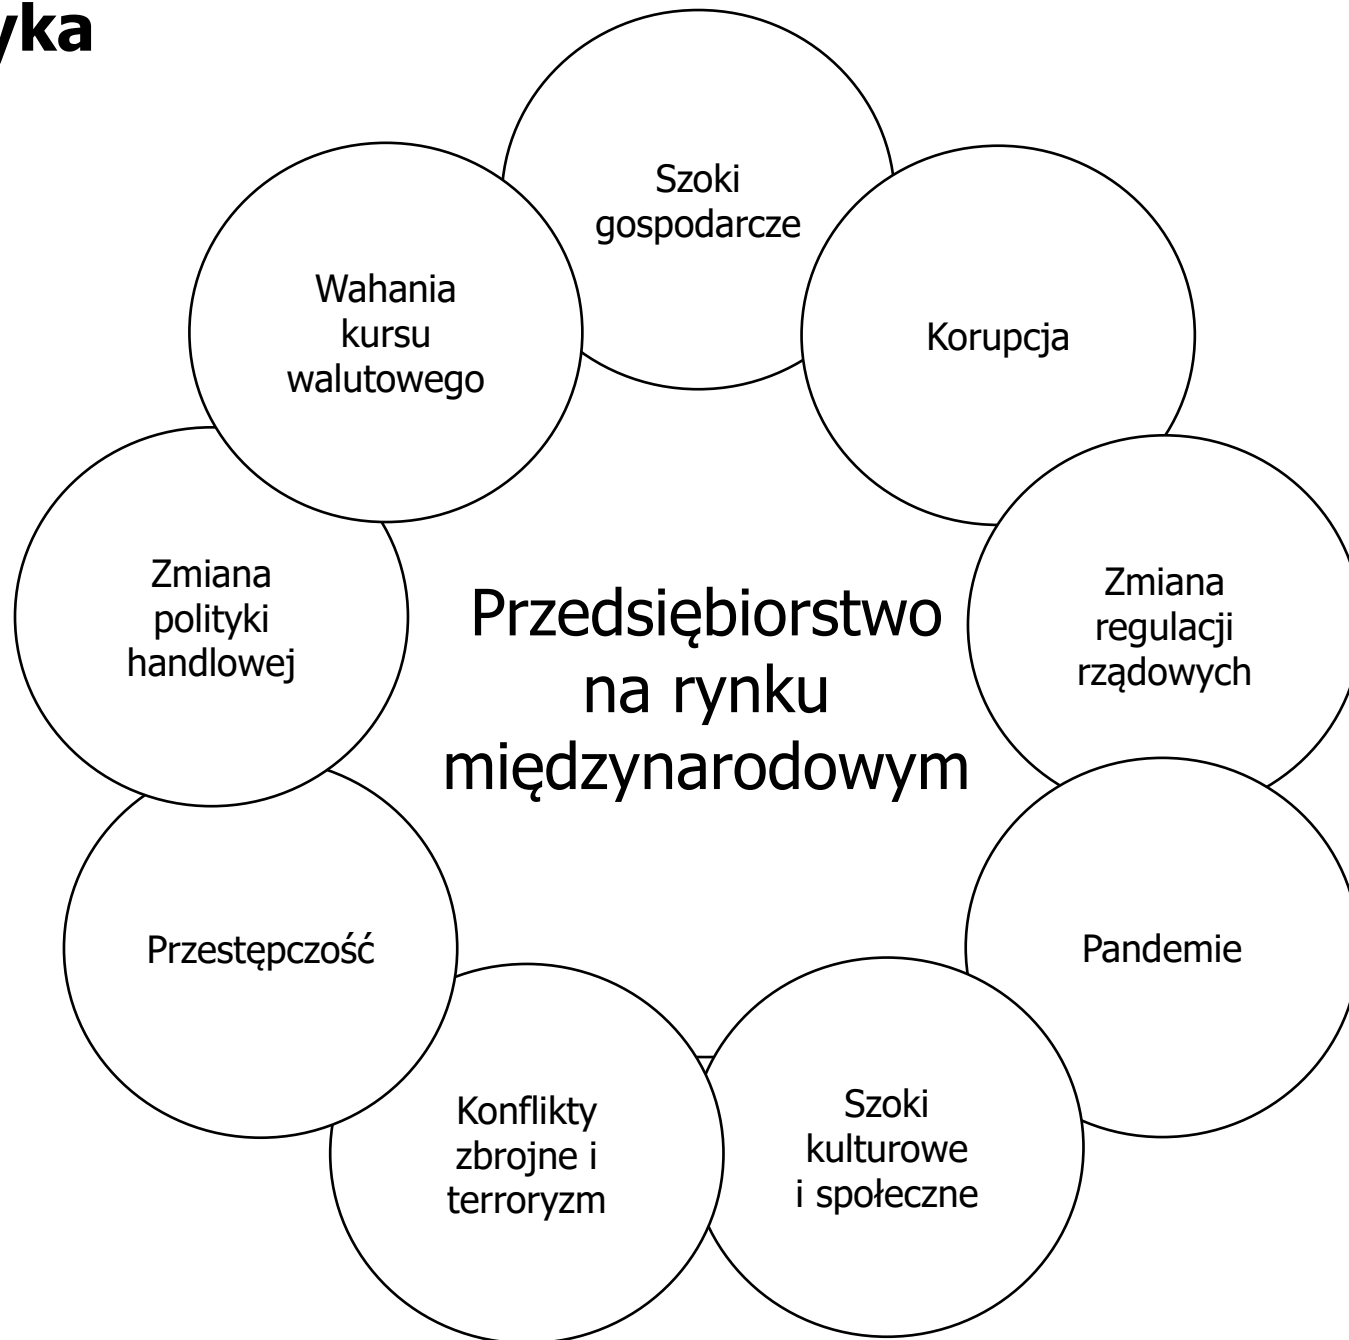 yka
Szoki
gospodarcze
Wahania
kursu
walutowego
Korupcja
Zmiana
polityki
handlowej
Przedsiębiorstwo
na rynku
międzynarodowym
Zmiana
regulacji
rządowych
Przestępczość
Pandemie
Konflikty
zbrojne i
terroryzm
Szoki
kulturowe
i społeczne